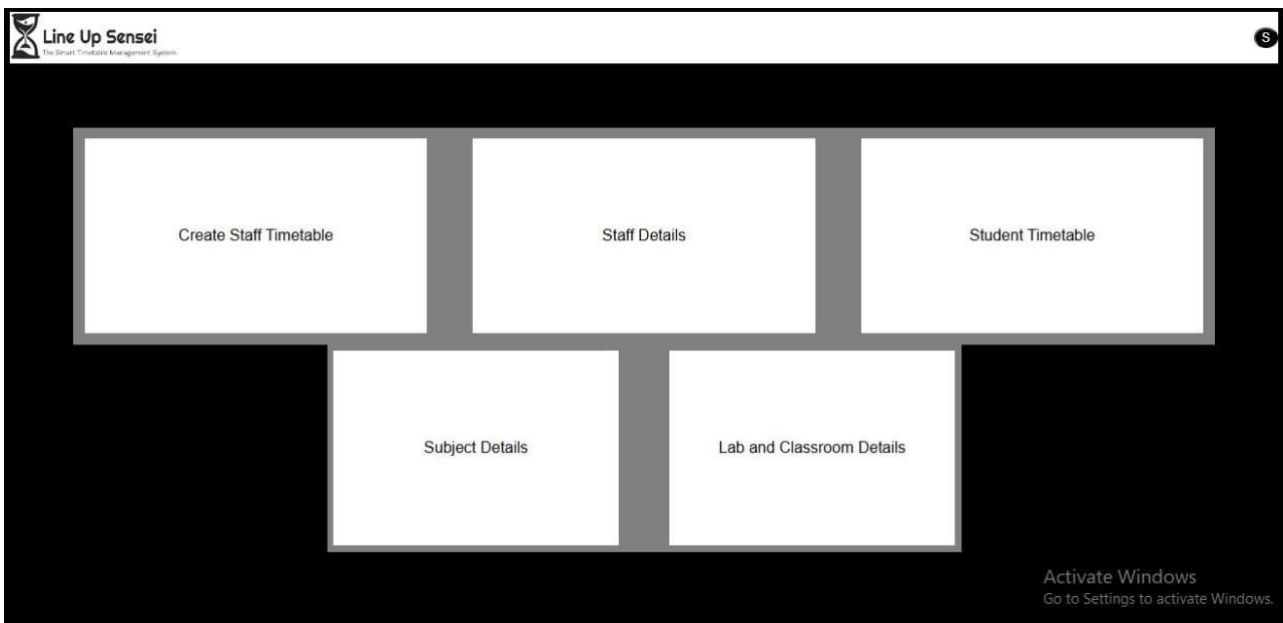 Line Up Sensei
The Smart Timetable Management System
S
Create Staff Timetable
Staff Details
Student Timetable
Subject Details
Lab and Classroom Details
Activate Windows
Go to Settings to activate Windows.